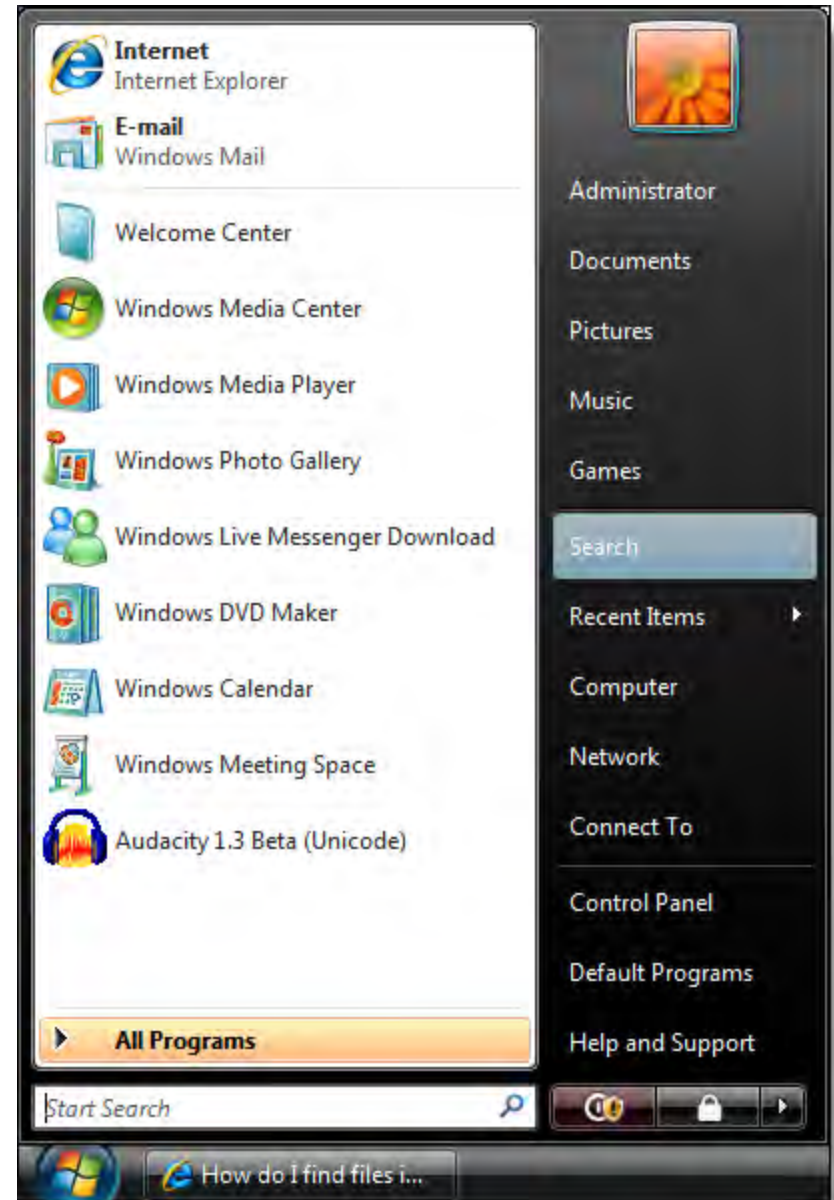 Internet
Internet Explorer
E-mail
Windows Mail
Welcome Center
Windows Media Center
Windows Media Player
Windows Photo Gallery
Windows Live Messenger Download
Windows DVD Maker
Windows Calendar
Windows Meeting Space
Audacity 1.3 Beta (Unicode)
All Programs
Start Search
Administrator
Documents
Pictures
Music
Games
Search
Recent Items
Computer
Network
Connect To
Control Panel
Default Programs
Help and Support
How do I find files i...